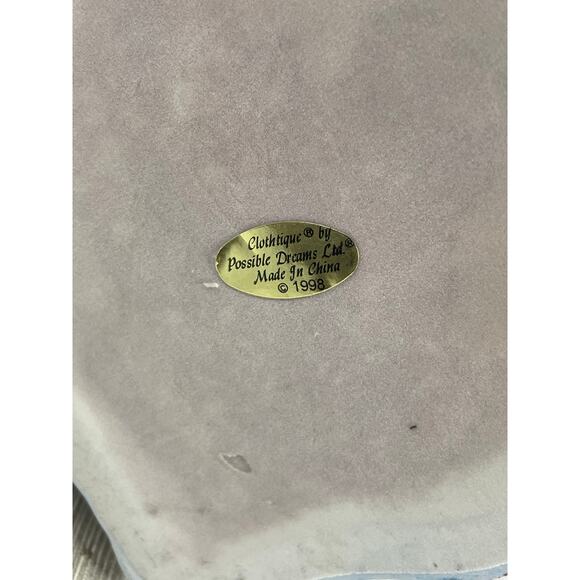 Clothtique® by
Possible Dreams Ltd.®
Made In China
© 1998